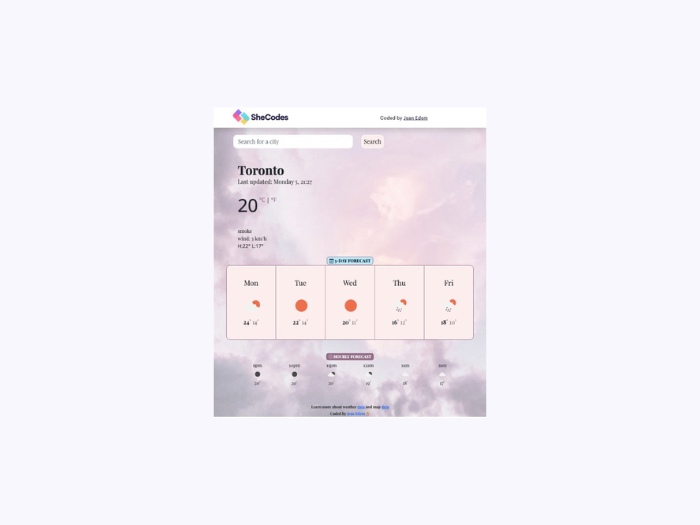 SheCodes
Coded by Joan Edem
Search for a city
Search
Toronto
Last updated: Monday 5, 21:27
20 °C | °F
smoke
wind: 3 km/h
H:22° L:17°
5-DAY FORECAST
Mon Tue Wed Thu Fri
24° 14° 22° 14° 20° 11° 16° 13° 18° 10°
HOURLY FORECAST
9pm 10pm 11pm 12am 1am
20° 20° 20° 19° 18° 17°
Learn more about weather here and map here
Coded by Joan Edem